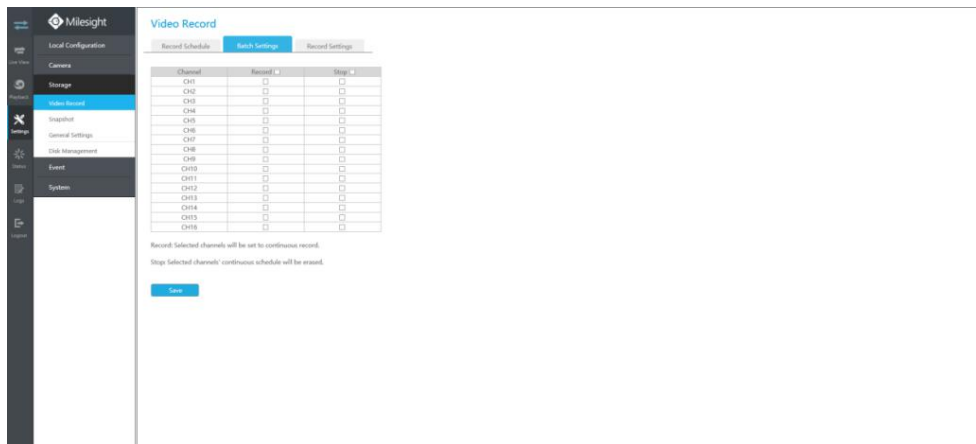 Milesight
Live View
Playback
Settings
Status
Logs
Logout
Local Configuration
Camera
Storage
Video Record
Snapshot
General Settings
Disk Management
Event
System
Video Record
Record Schedule Batch Settings Record Settings
Channel Record Stop
CH1
CH2
CH3
CH4
CH5
CH6
CH7
CH8
CH9
CH10
CH11
CH12
CH13
CH14
CH15
CH16
Record: Selected channels will be set to continuous record.
Stop: Selected channels' continuous schedule will be erased.
Save